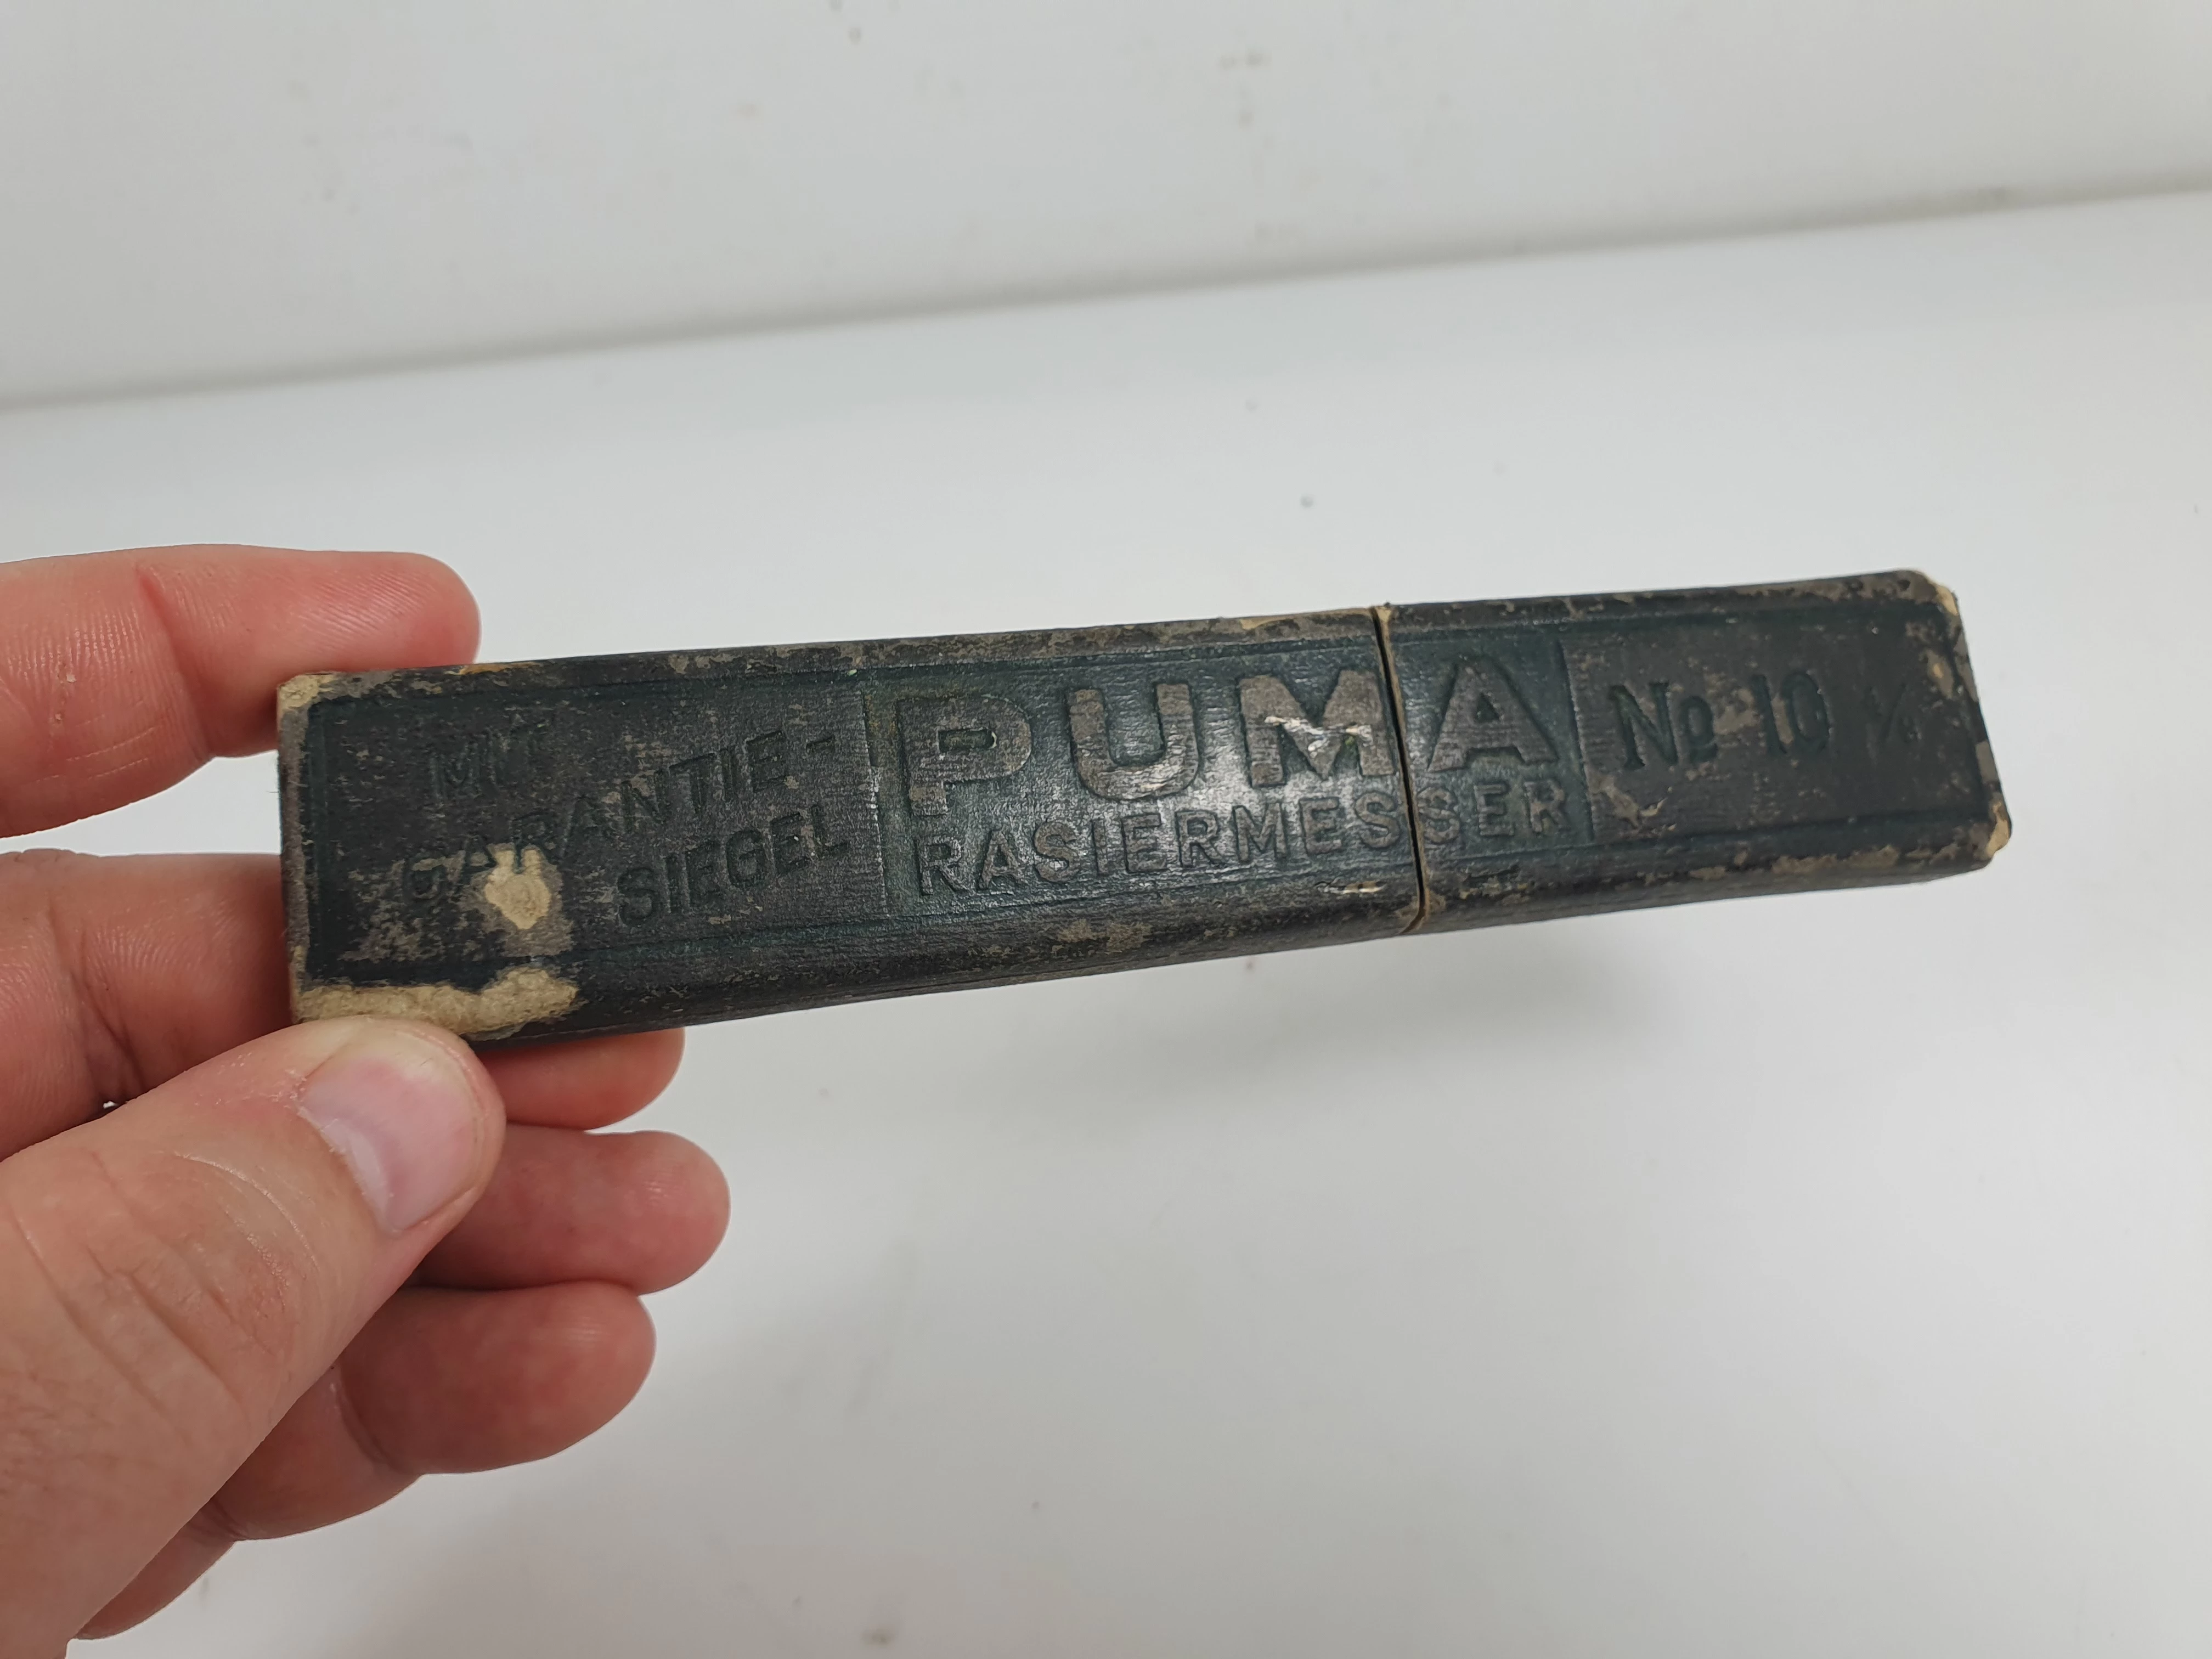 MIT
GARANTIE-
SIEGEL
PUMA
RASIERMESSER
No 10